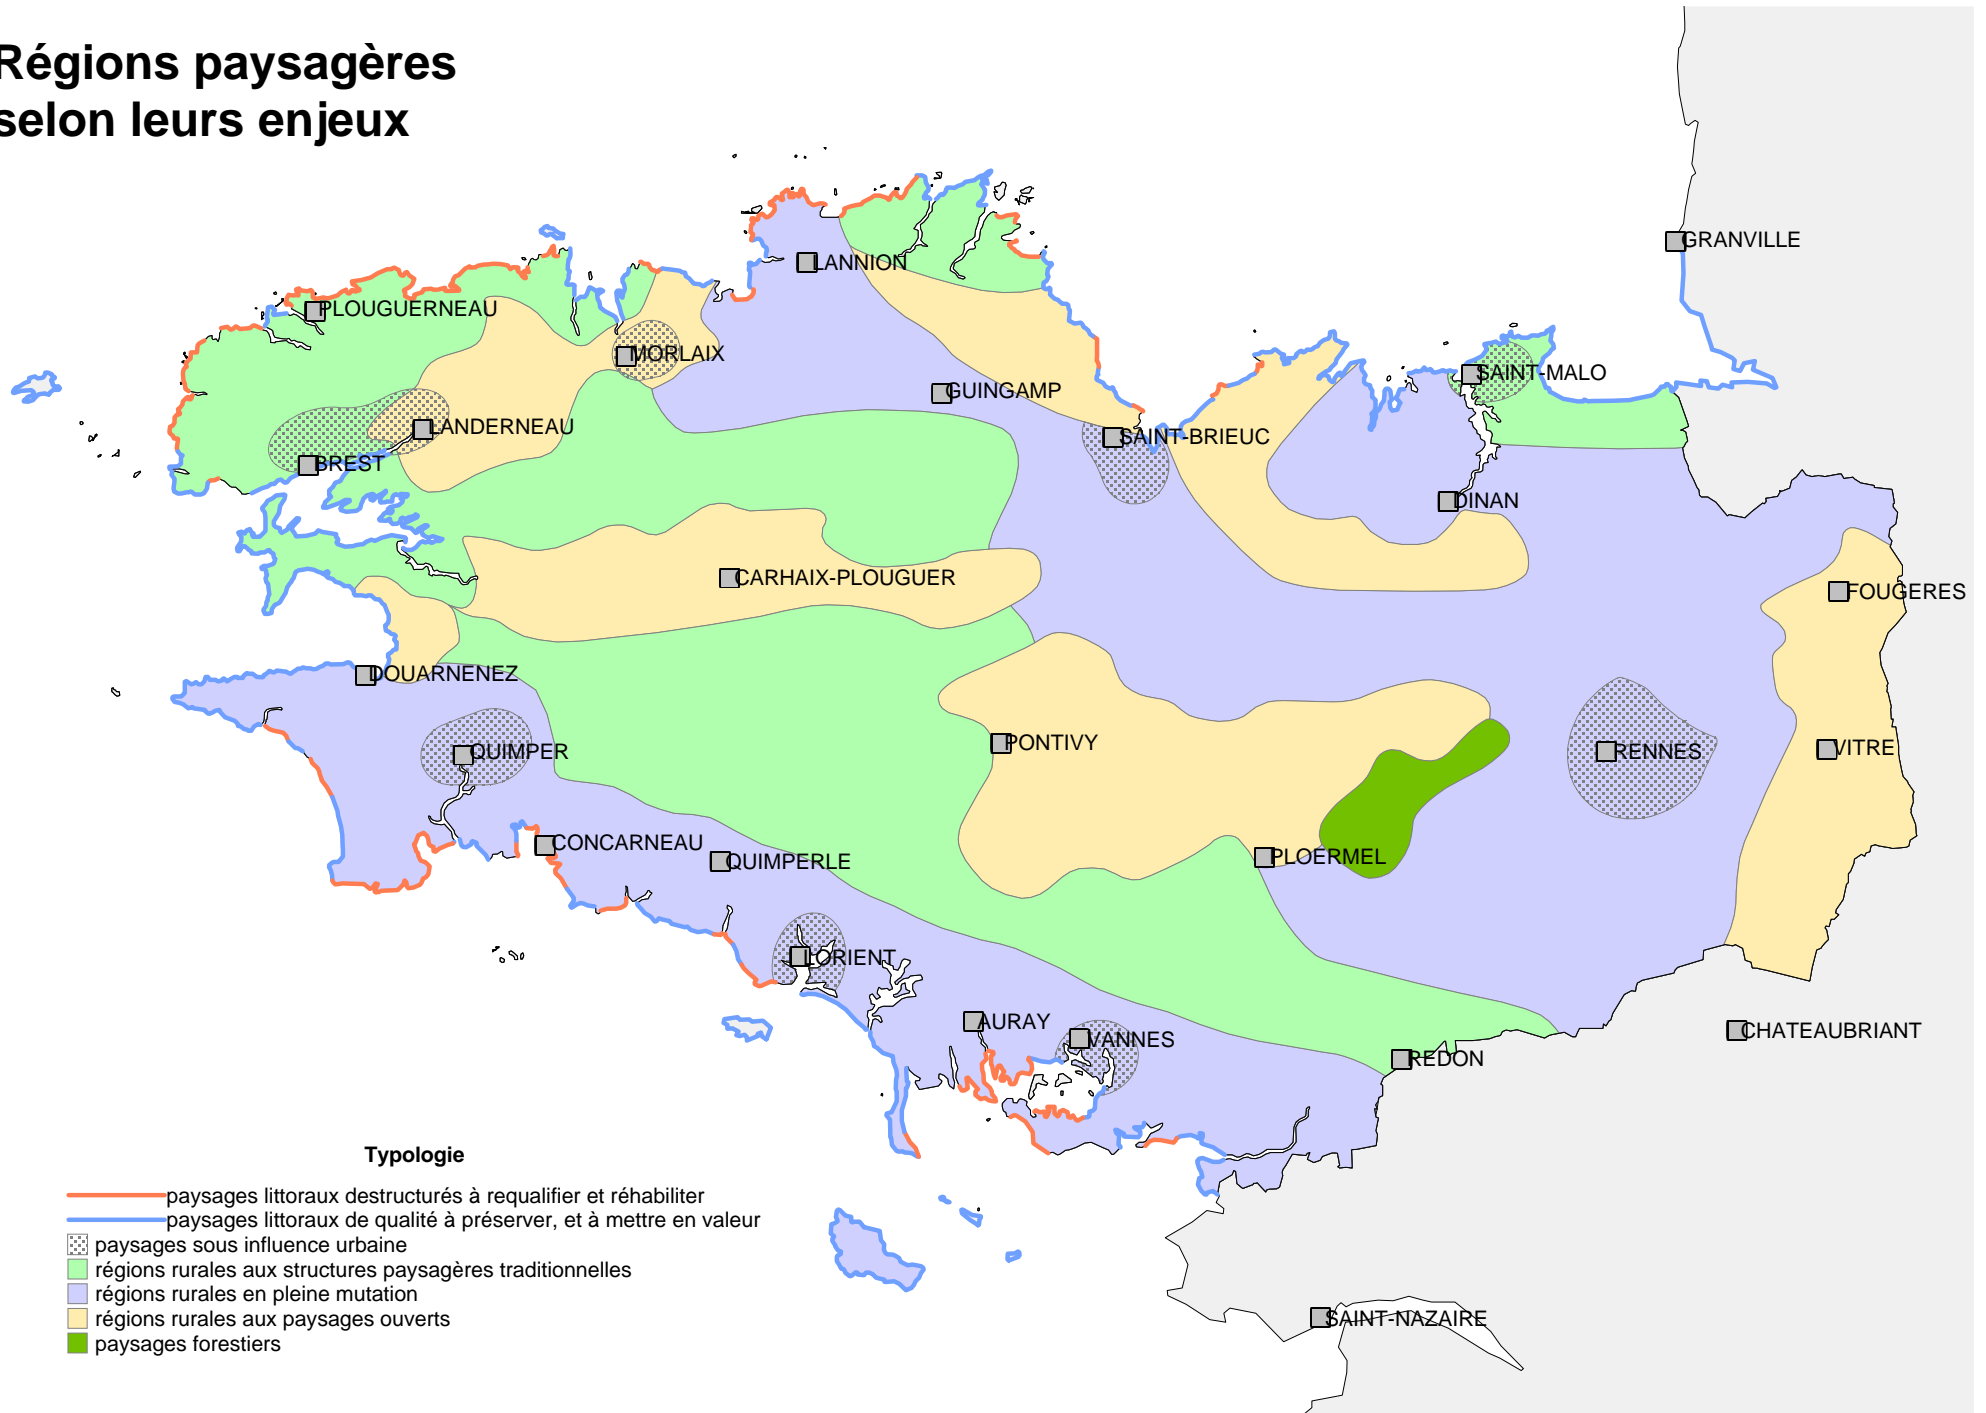 Régions paysagères
selon leurs enjeux
GRANVILLE
LANNION
PLOUGUERNEAU
MORLAIX
SAINT-MALO
GUINGAMP
LANDERNEAU
SAINT-BRIEUC
BREST
DINAN
CARHAIX-PLOUGUER
FOUGERES
DOUARNENEZ
QUIMPER
PONTIVY
RENNES
VITRE
CONCARNEAU
QUIMPERLE
PLOERMEL
LORIENT
AURAY
VANNES
CHATEAUBRIANT
REDON
Typologie
paysages littoraux destructurés à requalifier et réhabiliter
paysages littoraux de qualité à préserver, et à mettre en valeur
paysages sous influence urbaine
régions rurales aux structures paysagères traditionnelles
régions rurales en pleine mutation
régions rurales aux paysages ouverts
paysages forestiers
SAINT-NAZAIRE